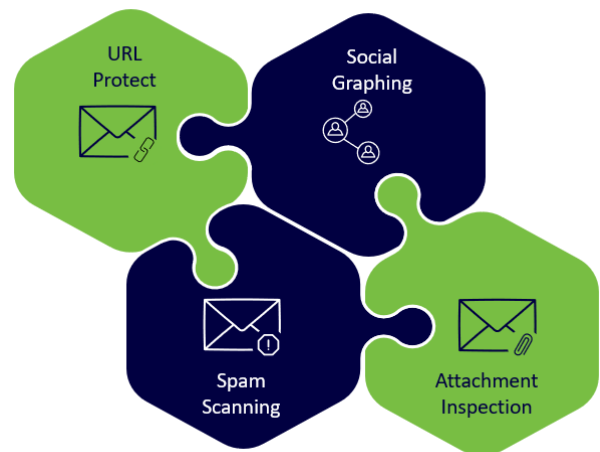 URL
Protect
Social
Graphing
Spam
Scanning
Attachment
Inspection